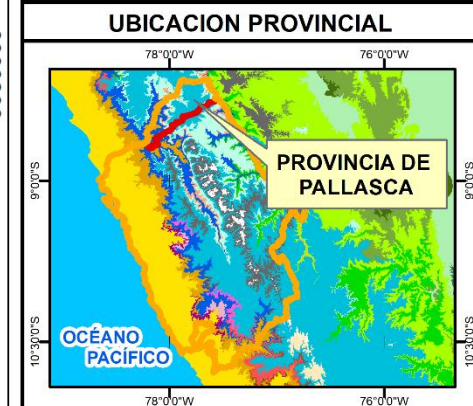 UBICACION PROVINCIAL
78°0'0"W
76°0'0"W
9°0'0"S
9°0'0"S
PROVINCIA DE
PALLASCA
OCÉANO
PACÍFICO
10°30'0"S
10°30'0"S
78°0'0"W
76°0'0"W